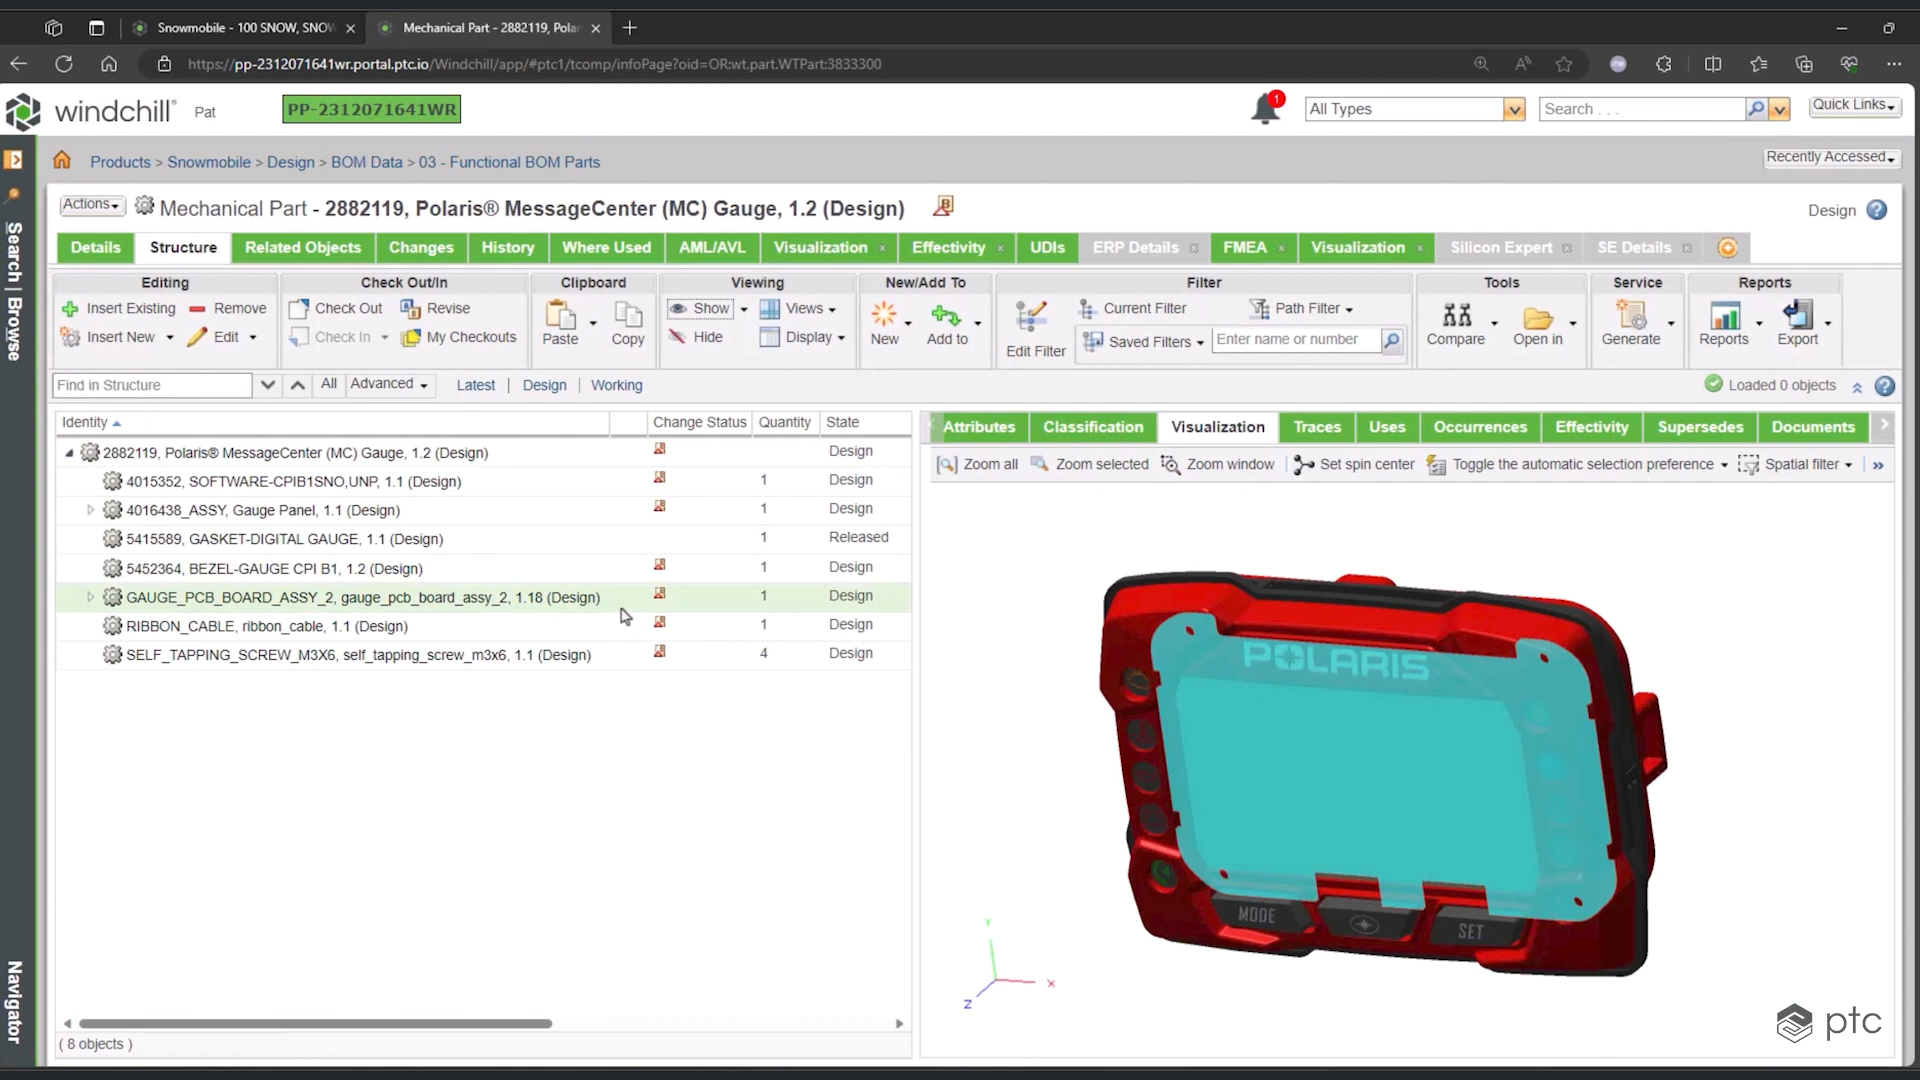 Snowmobile - 100 SNOW, SNOW
Mechanical Part - 2882119, Polar
https://pp-2312071641wr.portal.ptc.io/Windchill/app/#ptc1/tcomp/infoPage?oid=OR:wt.part.WTPart:3833300
windchill® Pat PP-2312071641WR 1 All Types Search . . . Quick Links
Products > Snowmobile > Design > BOM Data > 03 - Functional BOM Parts Recently Accessed
Actions Mechanical Part - 2882119, Polaris® MessageCenter (MC) Gauge, 1.2 (Design) Design
Details Structure Related Objects Changes History Where Used AML/AVL Visualization Effectivity UDIs ERP Details FMEA Visualization Silicon Expert SE Details
Editing Check Out/In Clipboard Viewing New/Add To Filter Tools Service Reports
Insert Existing Remove Check Out Revise Show Views Current Filter Path Filter
Insert New Edit Check In My Checkouts Paste Copy Hide Display New Add to Edit Filter Saved Filters Enter name or number Compare Open in Generate Reports Export
Find in Structure All Advanced Latest | Design | Working Loaded 0 objects
Identity Change Status Quantity State
2882119, Polaris® MessageCenter (MC) Gauge, 1.2 (Design) Design
4015352, SOFTWARE-CPIB1SNO,UNP, 1.1 (Design) 1 Design
4016438_ASSY, Gauge Panel, 1.1 (Design) 1 Design
5415589, GASKET-DIGITAL GAUGE, 1.1 (Design) 1 Released
5452364, BEZEL-GAUGE CPI B1, 1.2 (Design) 1 Design
GAUGE_PCB_BOARD_ASSY_2, gauge_pcb_board_assy_2, 1.18 (Design) 1 Design
RIBBON_CABLE, ribbon_cable, 1.1 (Design) 1 Design
SELF_TAPPING_SCREW_M3X6, self_tapping_screw_m3x6, 1.1 (Design) 4 Design
( 8 objects )
Attributes Classification Visualization Traces Uses Occurrences Effectivity Supersedes Documents
Zoom all Zoom selected Zoom window Set spin center Toggle the automatic selection preference Spatial filter »
POLARIS
MODE SET
Y
X
Z
ptc
Search | Browse
Navigator